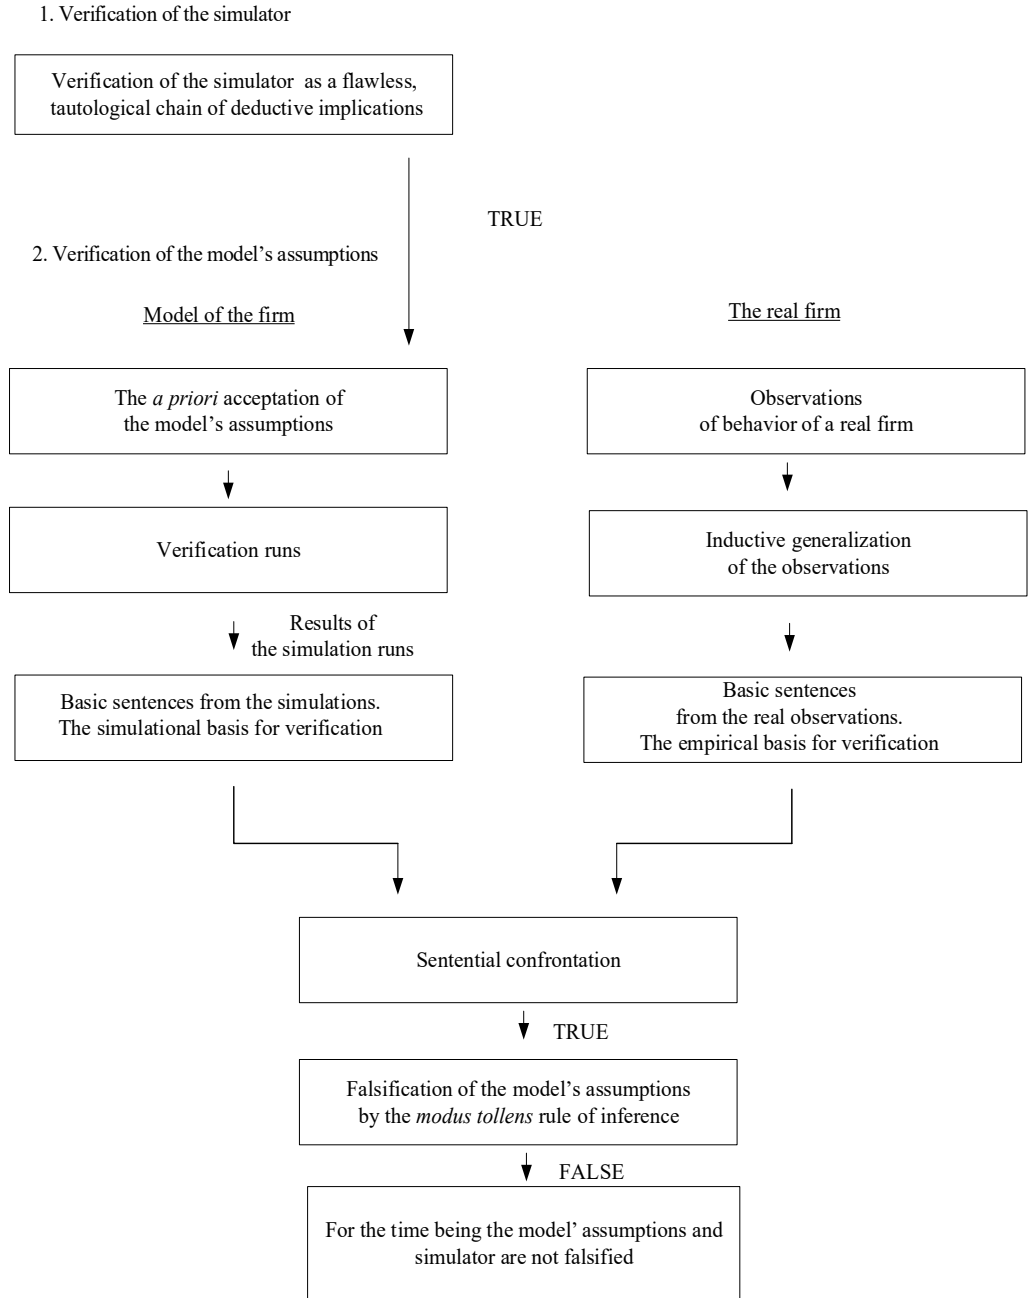 1. Verification of the simulator
Verification of the simulator as a flawless,
tautological chain of deductive implications
TRUE
2. Verification of the model’s assumptions
Model of the firm
The a priori acceptation of
the model’s assumptions
Verification runs
Results of
the simulation runs
Basic sentences from the simulations.
The simulational basis for verification
The real firm
Observations
of behavior of a real firm
Inductive generalization
of the observations
Basic sentences
from the real observations.
The empirical basis for verification
Sentential confrontation
TRUE
Falsification of the model’s assumptions
by the modus tollens rule of inference
FALSE
For the time being the model’ assumptions and
simulator are not falsified